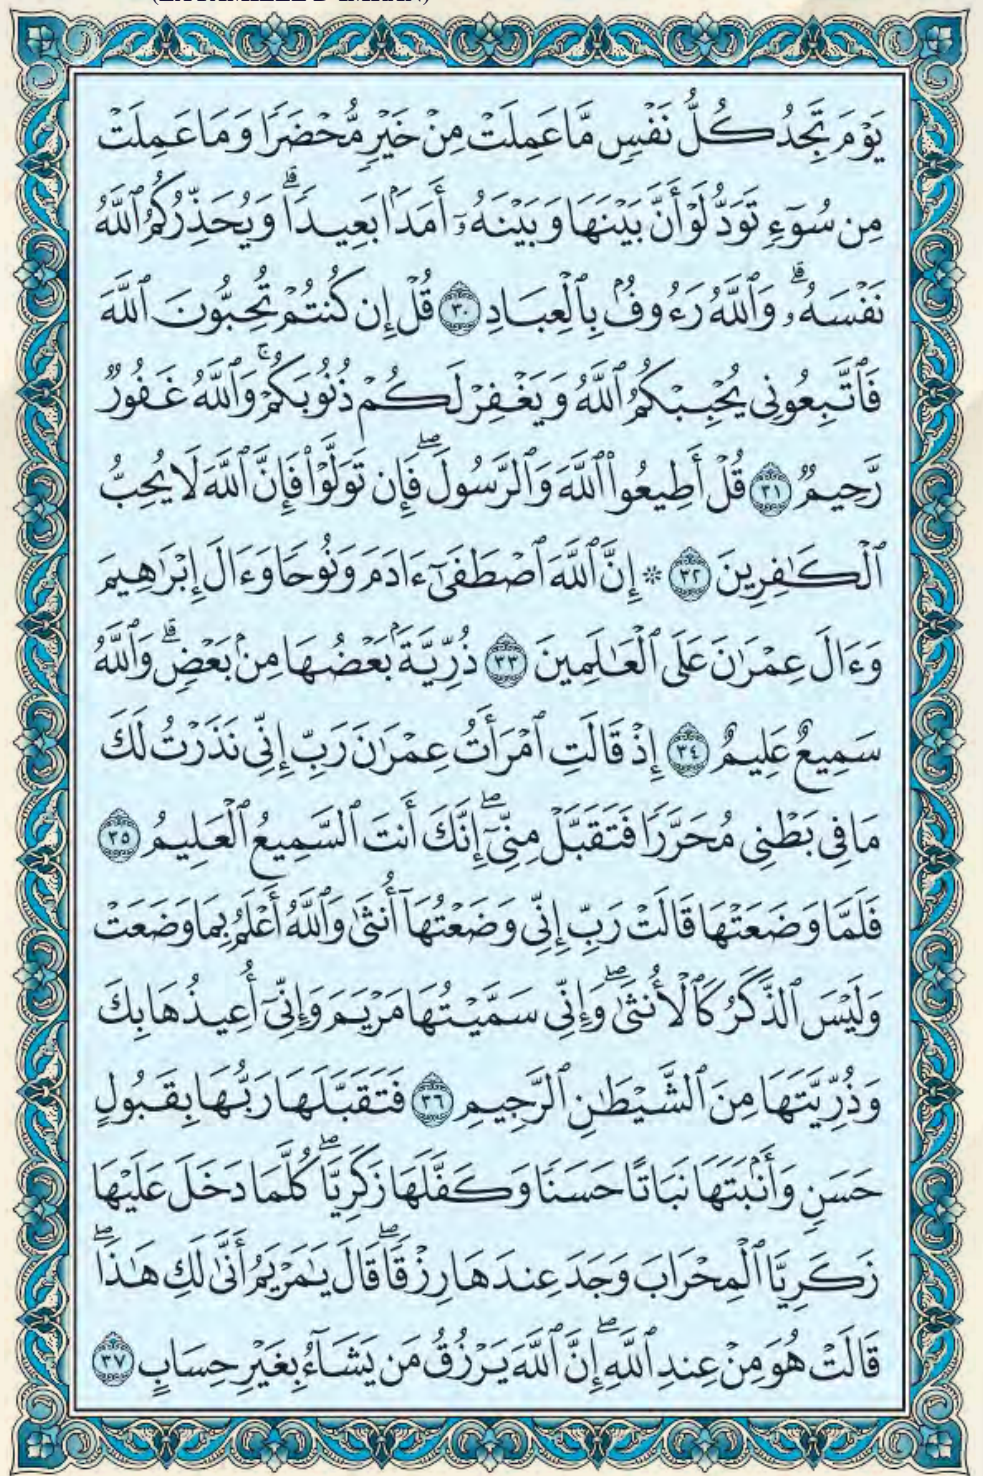 يَوْمَ تَجِدُ كُلُّ نَفْسٍ مَّا عَمِلَتْ مِنْ خَيْرٍ مُّحْضَرًا وَمَا عَمِلَتْ
مِن سُوٓءٍ تَوَدُّ لَوْ أَنَّ بَيْنَهَا وَبَيْنَهُۥٓ أَمَدَۢا بَعِيدًاۗ وَيُحَذِّرُكُمُ ٱللَّهُ
نَفْسَهُۥۗ وَٱللَّهُ رَءُوفُۢ بِٱلْعِبَادِ ٣٠ قُلْ إِن كُنتُمْ تُحِبُّونَ ٱللَّهَ
فَٱتَّبِعُونِى يُحْبِبْكُمُ ٱللَّهُ وَيَغْفِرْ لَكُمْ ذُنُوبَكُمْۚ وَٱللَّهُ غَفُورٌ
رَّحِيمٌ ٣١ قُلْ أَطِيعُوا۟ ٱللَّهَ وَٱلرَّسُولَۖ فَإِن تَوَلَّوْا۟ فَإِنَّ ٱللَّهَ لَا يُحِبُّ
ٱلْكَٰفِرِينَ ٣٢ ۞ إِنَّ ٱللَّهَ ٱصْطَفَىٰٓ ءَادَمَ وَنُوحًا وَءَالَ إِبْرَٰهِيمَ
وَءَالَ عِمْرَٰنَ عَلَى ٱلْعَٰلَمِينَ ٣٣ ذُرِّيَّةَۢ بَعْضُهَا مِنۢ بَعْضٍۗ وَٱللَّهُ
سَمِيعٌ عَلِيمٌ ٣٤ إِذْ قَالَتِ ٱمْرَأَتُ عِمْرَٰنَ رَبِّ إِنِّى نَذَرْتُ لَكَ
مَا فِى بَطْنِى مُحَرَّرًا فَتَقَبَّلْ مِنِّىٓۖ إِنَّكَ أَنتَ ٱلسَّمِيعُ ٱلْعَلِيمُ ٣٥
فَلَمَّا وَضَعَتْهَا قَالَتْ رَبِّ إِنِّى وَضَعْتُهَآ أُنثَىٰ وَٱللَّهُ أَعْلَمُ بِمَا وَضَعَتْ
وَلَيْسَ ٱلذَّكَرُ كَٱلْأُنثَىٰۖ وَإِنِّى سَمَّيْتُهَا مَرْيَمَ وَإِنِّىٓ أُعِيذُهَا بِكَ
وَذُرِّيَّتَهَا مِنَ ٱلشَّيْطَٰنِ ٱلرَّجِيمِ ٣٦ فَتَقَبَّلَهَا رَبُّهَا بِقَبُولٍ
حَسَنٍ وَأَنۢبَتَهَا نَبَاتًا حَسَنًا وَكَفَّلَهَا زَكَرِيَّاۖ كُلَّمَا دَخَلَ عَلَيْهَا
زَكَرِيَّا ٱلْمِحْرَابَ وَجَدَ عِندَهَا رِزْقًاۖ قَالَ يَٰمَرْيَمُ أَنَّىٰ لَكِ هَٰذَاۖ
قَالَتْ هُوَ مِنْ عِندِ ٱللَّهِۖ إِنَّ ٱللَّهَ يَرْزُقُ مَن يَشَآءُ بِغَيْرِ حِسَابٍ ٣٧